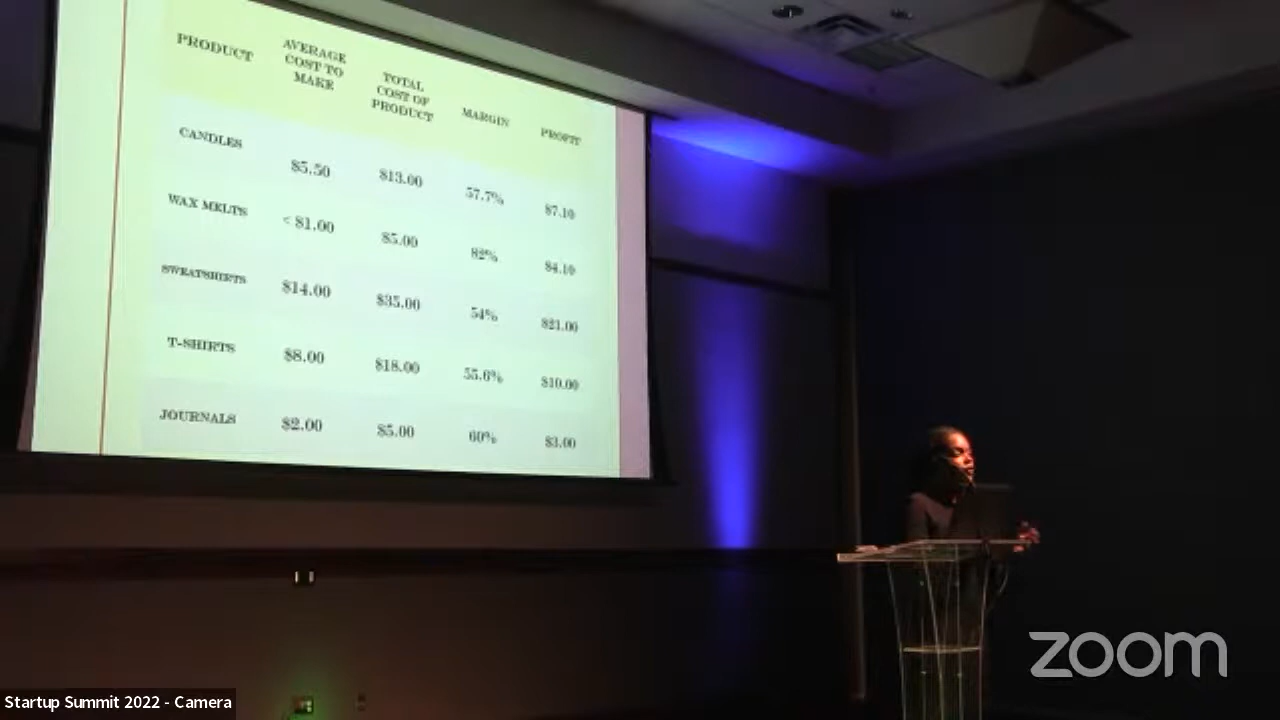 PRODUCT
AVERAGE
COST TO
MAKE
TOTAL
COST OF
PRODUCT
MARGIN
PROFIT
CANDLES
$5.50
$13.00
57.7%
$7.10
WAX MELTS
< $1.00
$5.00
82%
$4.10
SWEATSHIRTS
$14.00
$35.00
54%
$21.00
T-SHIRTS
$8.00
$18.00
55.6%
$10.00
JOURNALS
$2.00
$5.00
60%
$3.00
zoom
Startup Summit 2022 - Camera